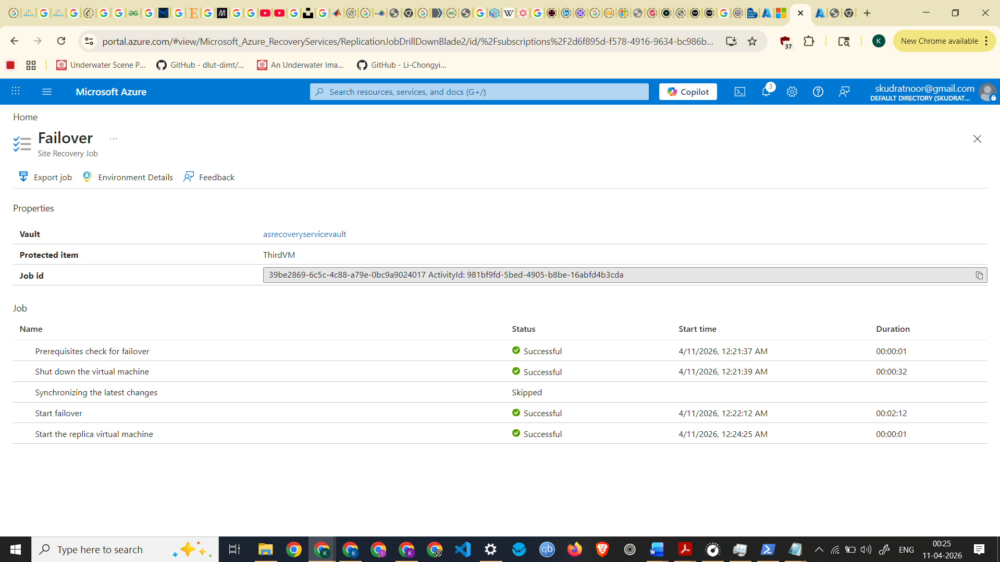 portal.azure.com/#view/Microsoft_Azure_RecoveryServices/ReplicationJobDrillDownBlade2/id/%2Fsubscriptions%2F2d6f895d-f578-4916-9634-bc986b...
37
K
New Chrome available
Underwater Scene P...
GitHub - dlut-dimt/...
An Underwater Ima...
GitHub - Li-Chongyi...
Microsoft Azure
Search resources, services, and docs (G+/)
Copilot
3
skudratnoor@gmail.com
DEFAULT DIRECTORY (SKUDRAT...
Home
Failover ...
Site Recovery Job
Export job
Environment Details
Feedback
Properties
Vault asrecoveryservicevault
Protected item ThirdVM
Job id 39be2869-6c5c-4c88-a79e-0bc9a9024017 ActivityId: 981bf9fd-5bed-4905-b8be-16abfd4b3cda
Job
Name Status Start time Duration
Prerequisites check for failover Successful 4/11/2026, 12:21:37 AM 00:00:01
Shut down the virtual machine Successful 4/11/2026, 12:21:39 AM 00:00:32
Synchronizing the latest changes Skipped
Start failover Successful 4/11/2026, 12:22:12 AM 00:02:12
Start the replica virtual machine Successful 4/11/2026, 12:24:25 AM 00:00:01
Type here to search
ENG
00:25
11-04-2026